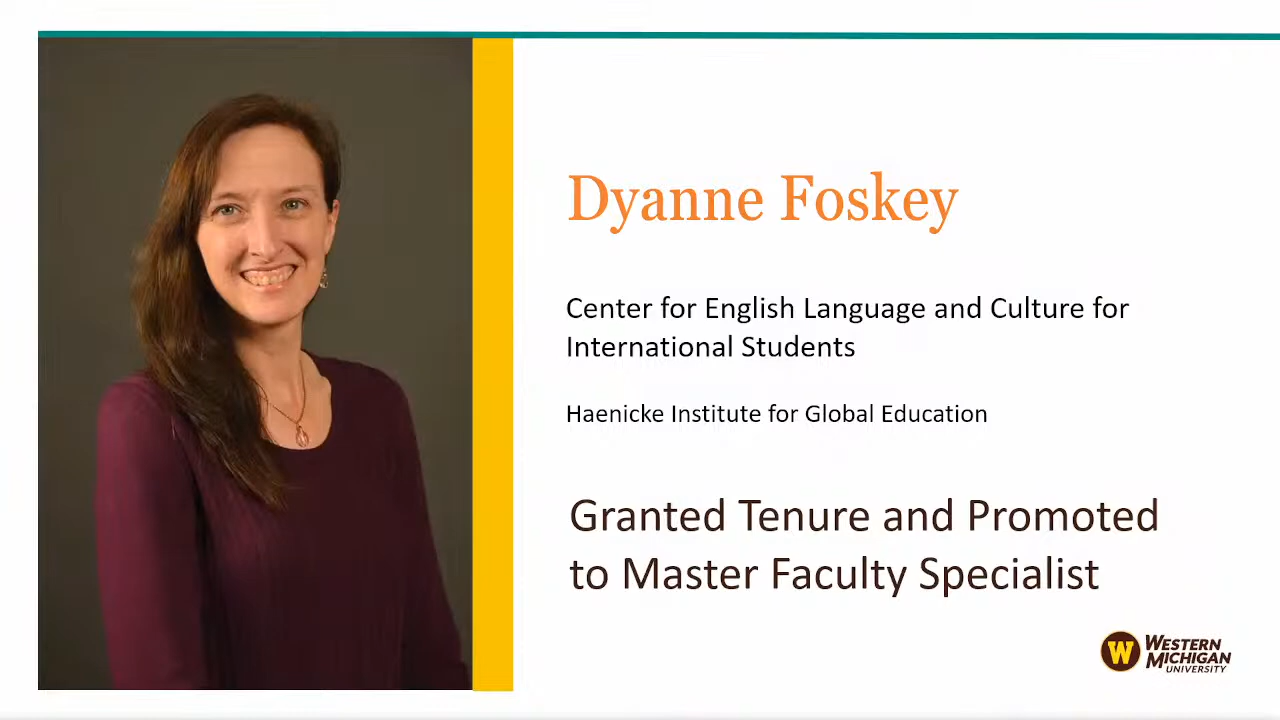 Dyanne Foskey
Center for English Language and Culture for
International Students
Haenicke Institute for Global Education
Granted Tenure and Promoted
to Master Faculty Specialist
W
WESTERN
MICHIGAN
UNIVERSITY